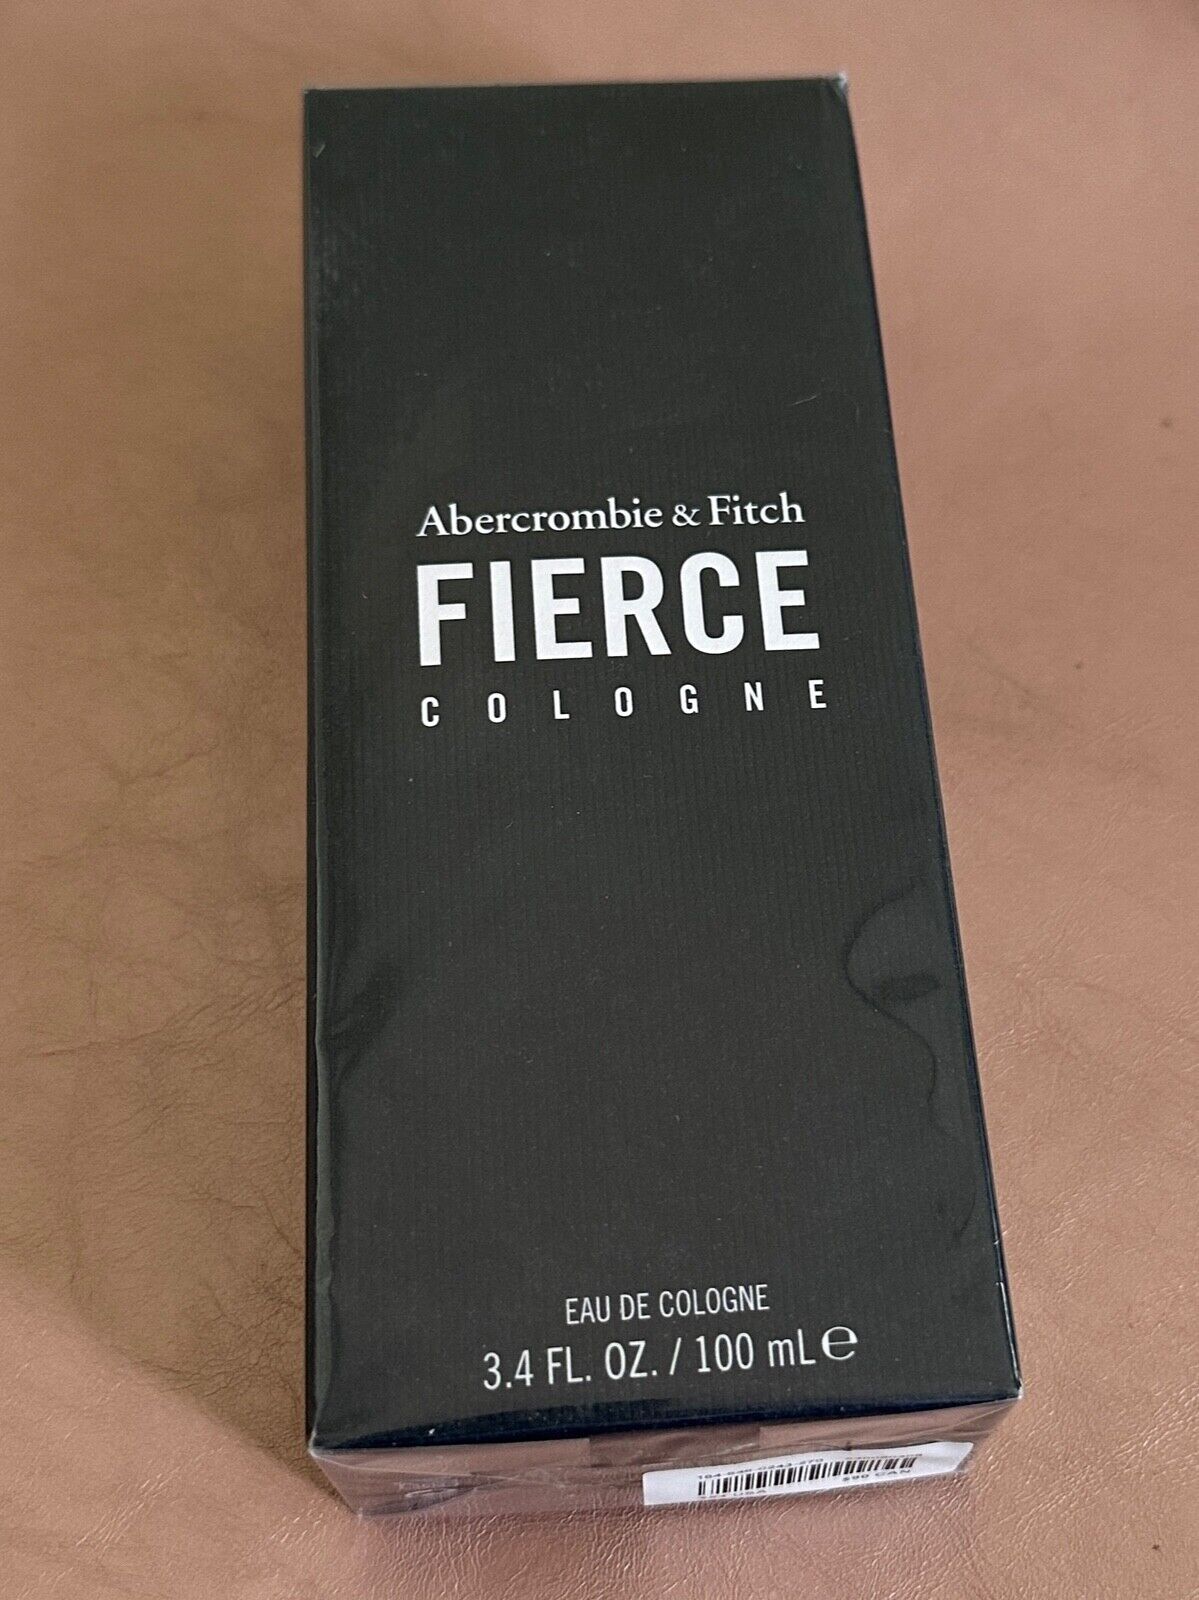 Abercrombie & Fitch
FIERCE
COLOGNE
EAU DE COLOGNE
3.4 FL. OZ. / 100 mL ℮